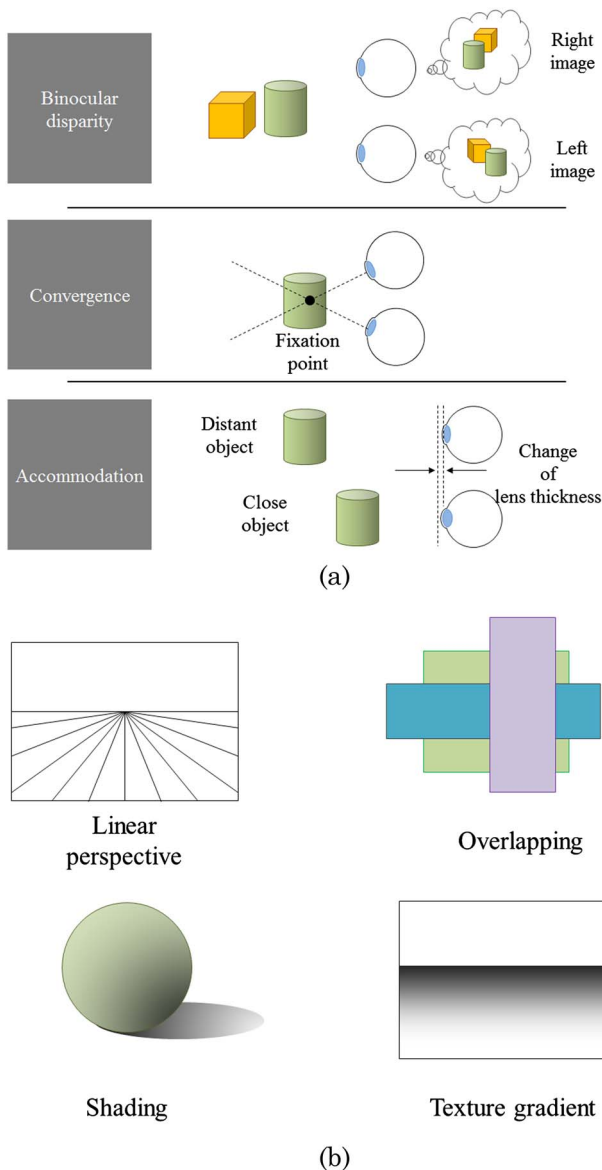 Binocular
disparity
Right
image
Left
image
Convergence
Fixation
point
Accommodation
Distant
object
Close
object
Change
of
lens thickness
(a)
Linear
perspective
Overlapping
Shading
Texture gradient
(b)